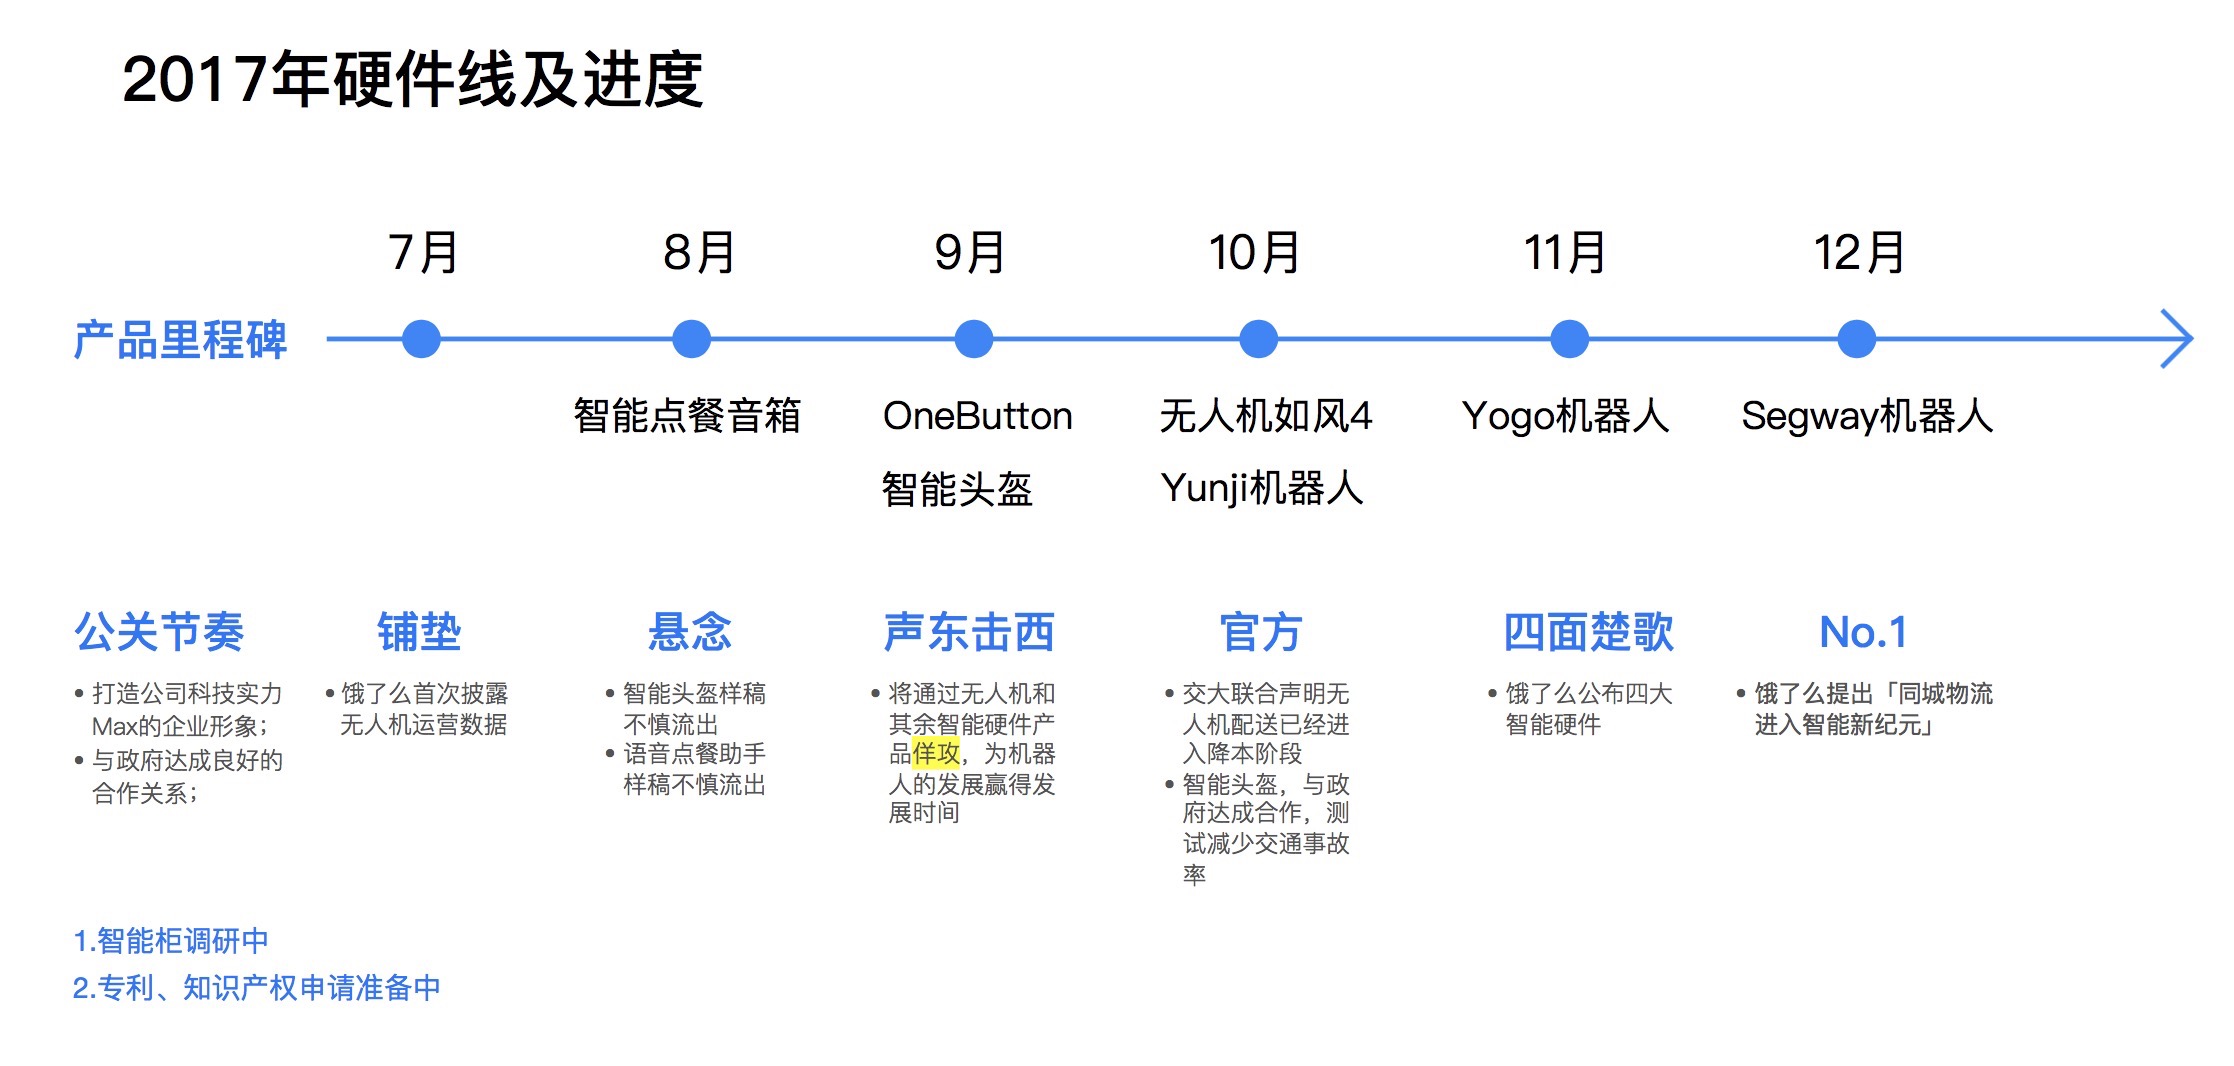 2017年硬件线及进度
7月
8月
9月
10月
11月
12月
产品里程碑
智能点餐音箱
OneButton
智能头盔
无人机如风4
Yunji机器人
Yogo机器人
Segway机器人
公关节奏
• 打造公司科技实力
Max的企业形象；
• 与政府达成良好的
合作关系；
铺垫
• 饿了么首次披露
无人机运营数据
悬念
• 智能头盔样稿
不慎流出
• 语音点餐助手
样稿不慎流出
声东击西
• 将通过无人机和
其余智能硬件产
品佯攻，为机器
人的发展赢得发
展时间
官方
• 交大联合声明无
人机配送已经进
入降本阶段
• 智能头盔，与政
府达成合作，测
试减少交通事故
率
四面楚歌
• 饿了么公布四大
智能硬件
No.1
• 饿了么提出「同城物流
进入智能新纪元」
1.智能柜调研中
2.专利、知识产权申请准备中